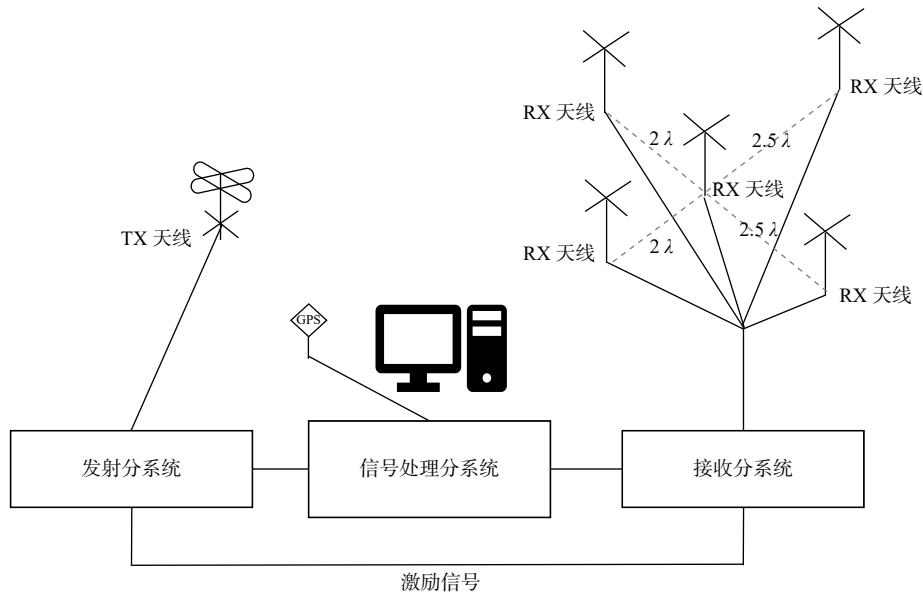 RX 天线
RX 天线
2 λ
2.5 λ
RX 天线
TX 天线
2.5 λ
2 λ
RX 天线
RX 天线
GPS
发射分系统
信号处理分系统
接收分系统
激励信号